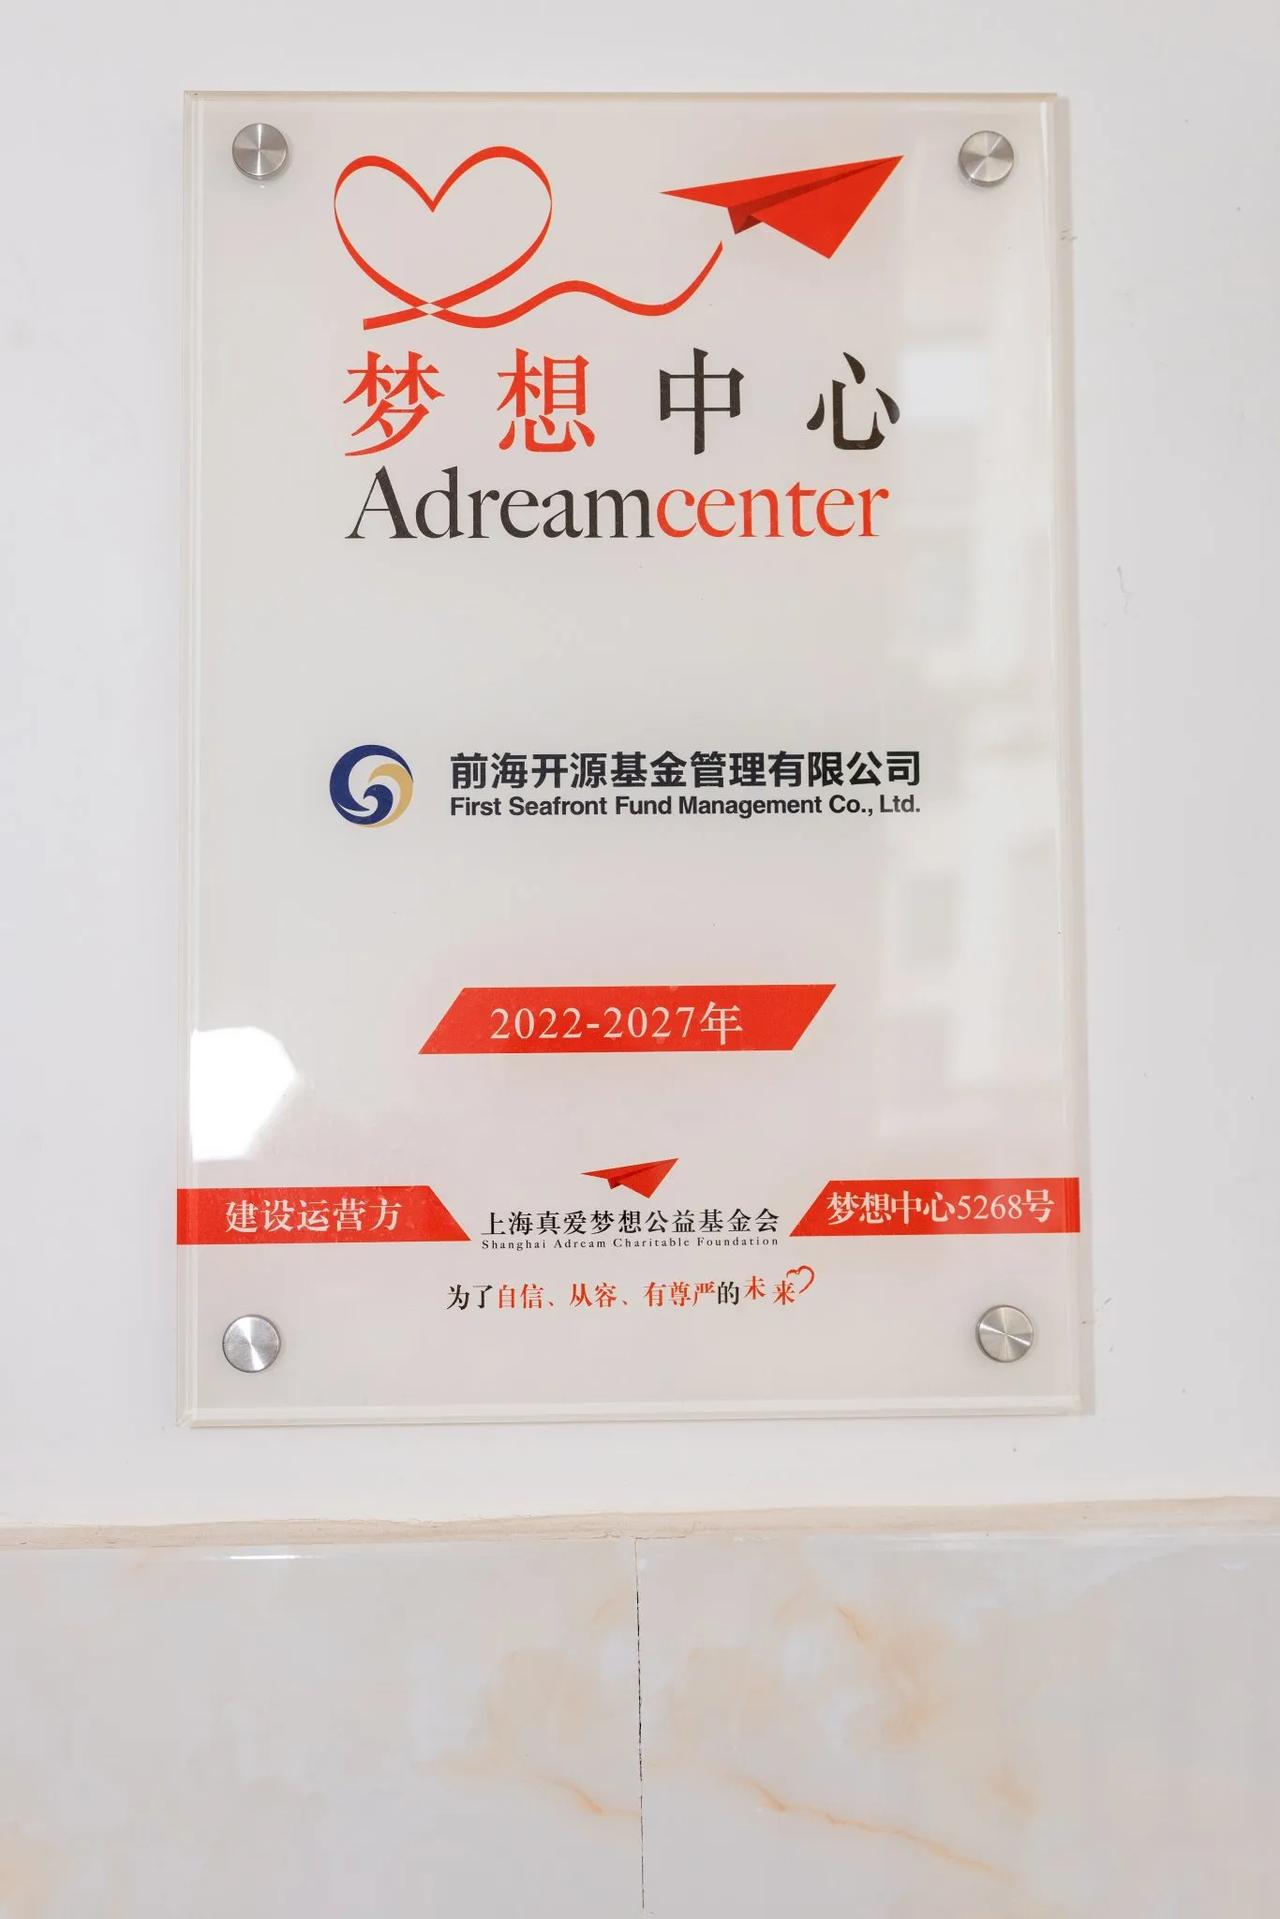 梦想中心
Adreamcenter
前海开源基金管理有限公司
First Seafront Fund Management Co., Ltd.
2022-2027年
建设运营方
上海真爱梦想公益基金会
Shanghai Adream Charitable Foundation
梦想中心5268号
为了自信、从容、有尊严的未来